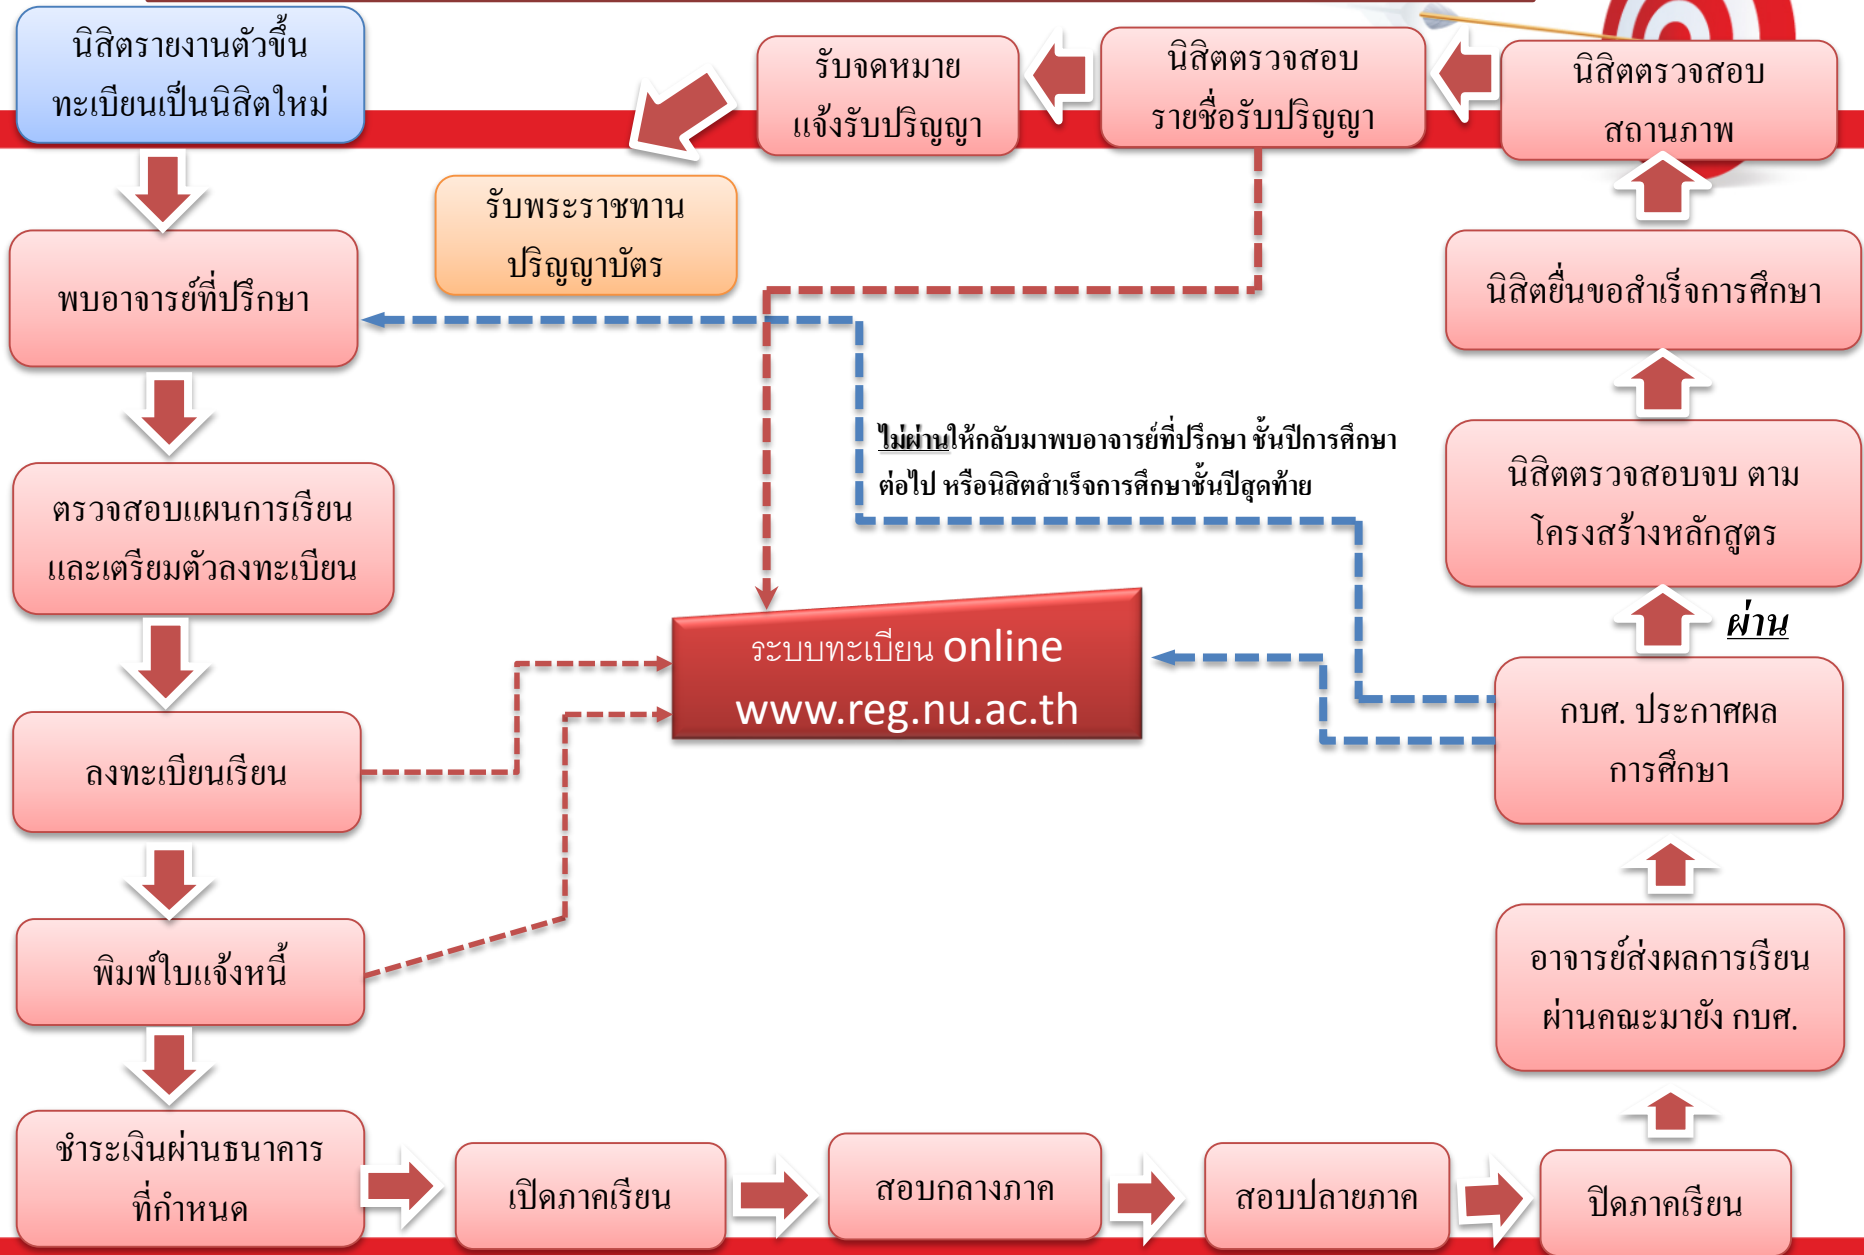 นิสิตรายงานตัวขึ้น
ทะเบียนเป็นนิสิตใหม่
พบอาจารย์ที่ปรึกษา
ตรวจสอบแผนการเรียน
และเตรียมตัวลงทะเบียน
ลงทะเบียนเรียน
พิมพ์ใบแจ้งหนี้
ชำระเงินผ่านธนาคาร
ที่กำหนด
เปิดภาคเรียน
สอบกลางภาค
สอบปลายภาค
ปิดภาคเรียน
อาจารย์ส่งผลการเรียน
ผ่านคณะมายัง กบศ.
กบศ. ประกาศผล
การศึกษา
ผ่าน
นิสิตตรวจสอบจบ ตาม
โครงสร้างหลักสูตร
นิสิตยื่นขอสำเร็จการศึกษา
นิสิตตรวจสอบ
สถานภาพ
นิสิตตรวจสอบ
รายชื่อรับปริญญา
รับจดหมาย
แจ้งรับปริญญา
รับพระราชทาน
ปริญญาบัตร
ไม่ผ่านให้กลับมาพบอาจารย์ที่ปรึกษา ชั้นปีการศึกษา
ต่อไป หรือนิสิตสำเร็จการศึกษาชั้นปีสุดท้าย
ระบบทะเบียน online
www.reg.nu.ac.th